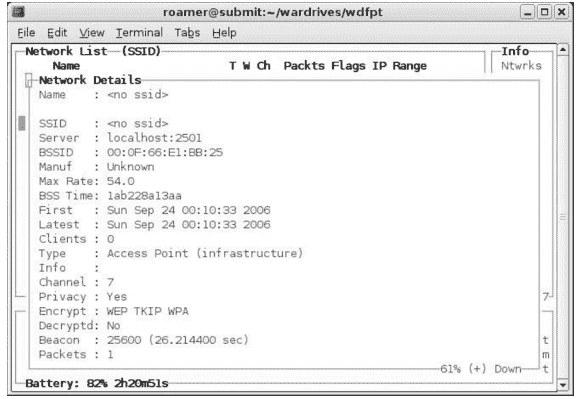 roamer@submit:~/wardrives/wdfpt
File Edit View Terminal Tabs Help
Network List (SSID) Info
Name T W Ch Packts Flags IP Range Ntwrks
Network Details
Name : <no ssid>
SSID : <no ssid>
Server : localhost:2501
BSSID : 00:0F:66:E1:BB:25
Manuf : Unknown
Max Rate: 54.0
BSS Time: 1ab228a13aa
First : Sun Sep 24 00:10:33 2006
Latest : Sun Sep 24 00:10:33 2006
Clients : 0
Type : Access Point (infrastructure)
Info :
Channel : 7
Privacy : Yes 7
Encrypt : WEP TKIP WPA
Decryptd: No
Beacon : 25600 (26.214400 sec) t
Packets : 1 m
61% (+) Down t
Battery: 82% 2h20m51s